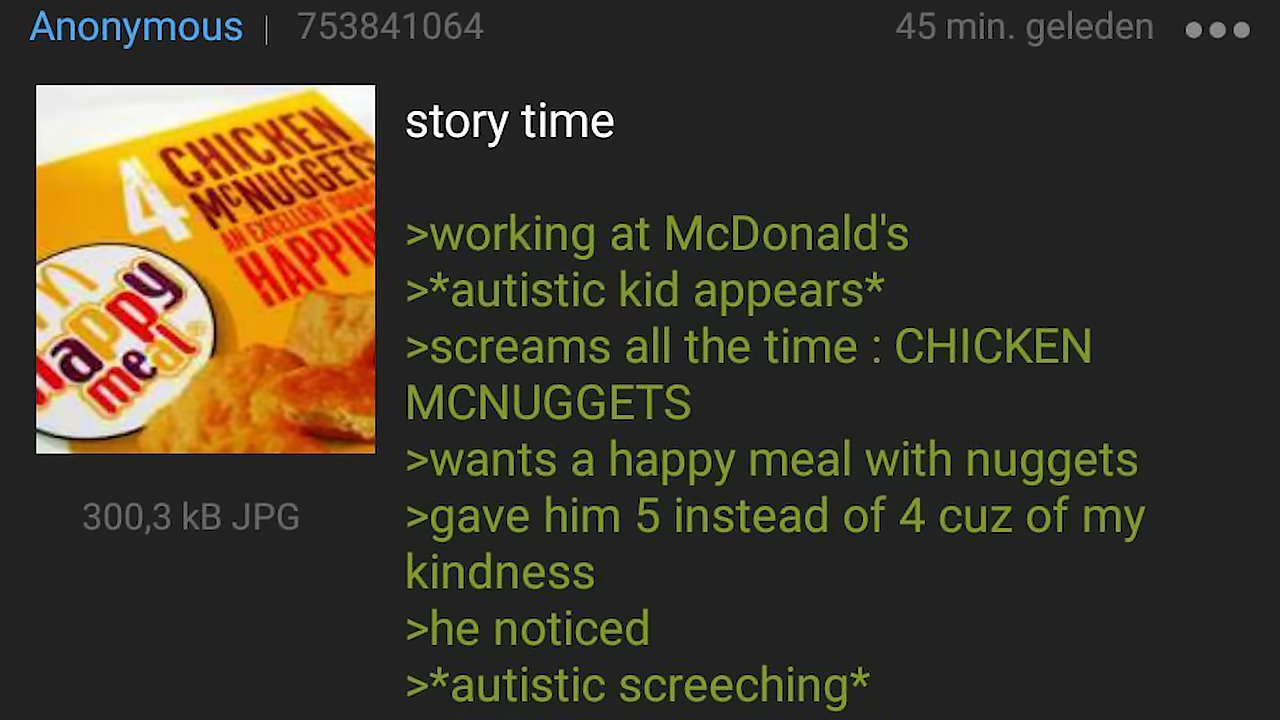 Anonymous | 753841064 45 min. geleden
story time
4 CHICKEN
McNUGGETS
AN EXCELLENT
happy
meal
300,3 kB JPG
>working at McDonald's
>*autistic kid appears*
>screams all the time : CHICKEN
MCNUGGETS
>wants a happy meal with nuggets
>gave him 5 instead of 4 cuz of my
kindness
>he noticed
>*autistic screeching*